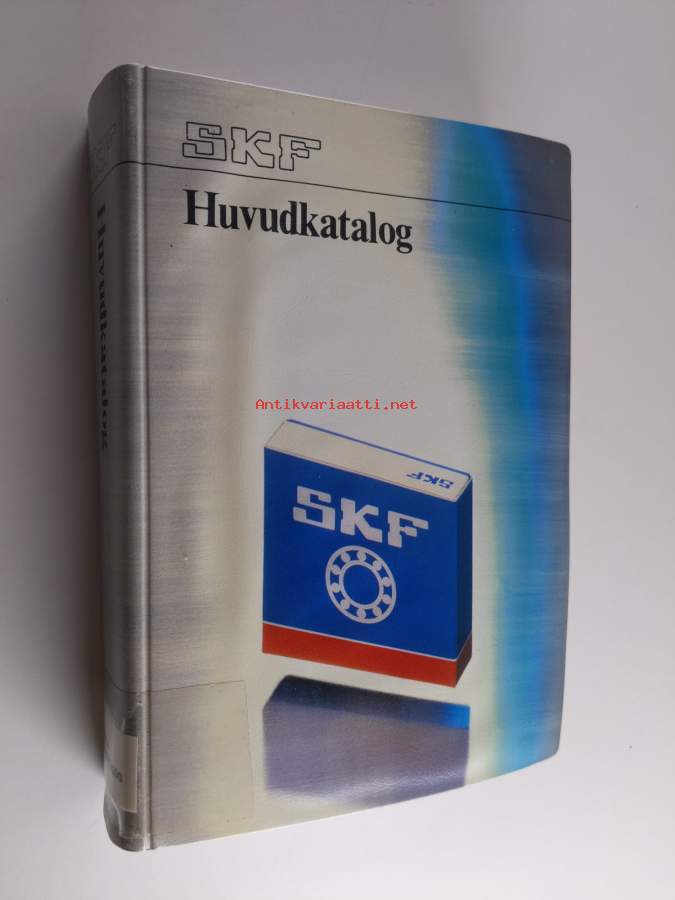 SKF
Huvudkatalog
Huvudkatalog
Antikvariaatti.net
SKF
SKF